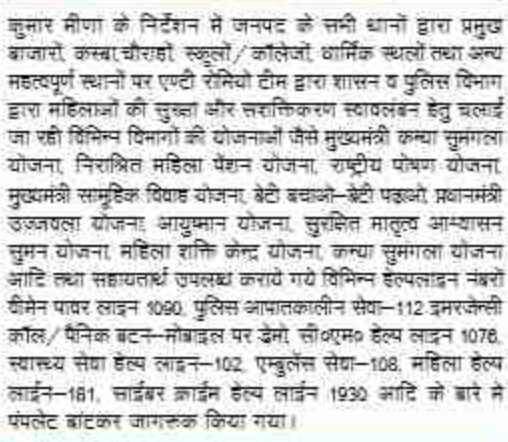 कुमार मीणा के निर्देशन में जनपद के सभी थानों द्वारा प्रमुख
बाजारों, कस्बा,चौराहों, स्कूलों/कॉलेजों, धार्मिक स्थलों तथा अन्य
महत्वपूर्ण स्थानों पर एण्टी रोमियो टीम द्वारा शासन व पुलिस विभाग
द्वारा महिलाओं की सुरक्षा और सशक्तिकरण स्वावलंबन हेतु चलाई
जा रही विभिन्न विभागों की योजनाओं जैसे मुख्यमंत्री कन्या सुमंगला
योजना, निराश्रित महिला पेंशन योजना, राष्ट्रीय पोषण योजना,
मुख्यमंत्री सामुहिक विवाह योजना, बेटी बचाओ–बेटी पढाओ, प्रधानमंत्री
उज्जवला योजना, आयुष्मान योजना, सुरक्षित मातृत्व आश्वासन
सुमन योजना, महिला शक्ति केन्द्र योजना, कन्या सुमंगला योजना
आदि तथा सहायतार्थ उपलब्ध कराये गये विभिन्न हेल्पलाइन नंबरों
वीमेन पावर लाइन 1090, पुलिस आपातकालीन सेवा–112 इमरजेन्सी
कॉल/पैनिक बटन–मोबाइल पर डेमो, सी०एम० हेल्प लाइन 1076,
स्वास्थ्य सेवा हेल्प लाइन–102, एम्बुलेंस सेवा–108, महिला हेल्प
लाईन–181, साईबर क्राईम हेल्प लाईन 1930 आदि के बारे में
पंपलेट बांटकर जागरूक किया गया।